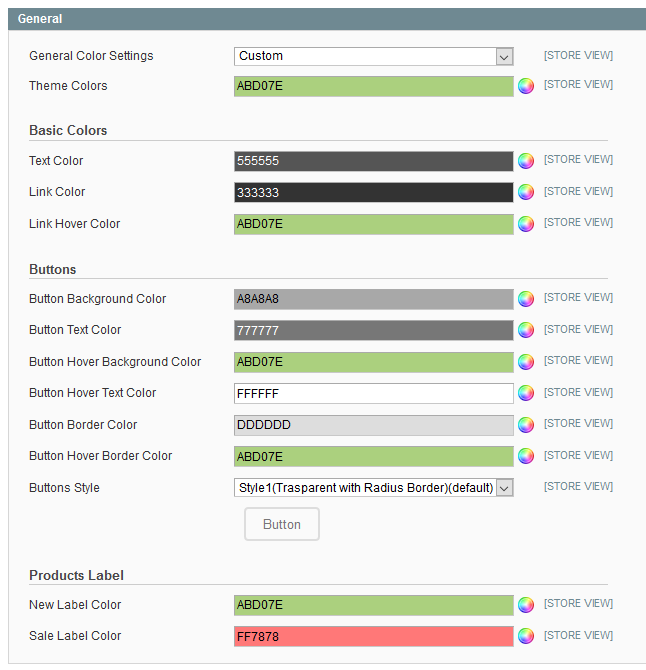 General
General Color Settings Custom [STORE VIEW]
Theme Colors ABD07E [STORE VIEW]
Basic Colors
Text Color 555555 [STORE VIEW]
Link Color 333333 [STORE VIEW]
Link Hover Color ABD07E [STORE VIEW]
Buttons
Button Background Color A8A8A8 [STORE VIEW]
Button Text Color 777777 [STORE VIEW]
Button Hover Background Color ABD07E [STORE VIEW]
Button Hover Text Color FFFFFF [STORE VIEW]
Button Border Color DDDDDD [STORE VIEW]
Button Hover Border Color ABD07E [STORE VIEW]
Buttons Style Style1(Trasparent with Radius Border)(default) [STORE VIEW]
Button
Products Label
New Label Color ABD07E [STORE VIEW]
Sale Label Color FF7878 [STORE VIEW]